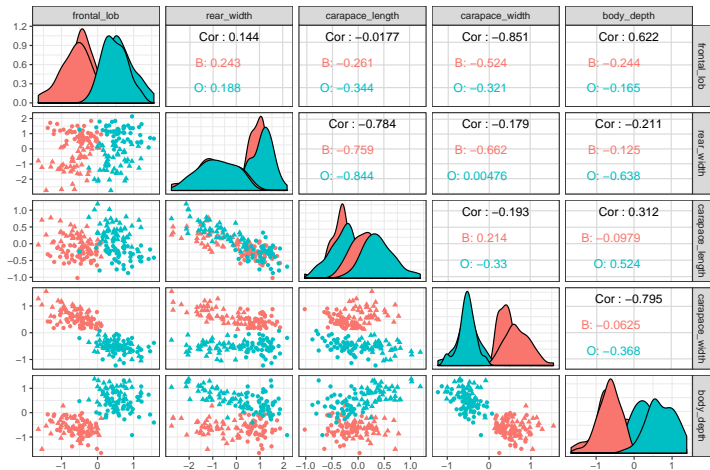 frontal_lob rear_width carapace_length carapace_width body_depth
1.2
0.9
0.6
0.3
0.0
Cor : 0.144
B: 0.243
O: 0.188
Cor : −0.0177
B: −0.261
O: −0.344
Cor : −0.851
B: −0.524
O: −0.321
Cor : 0.622
B: −0.244
O: −0.165
frontal_lob
2
1
0
−1
−2
Cor : −0.784
B: −0.759
O: −0.844
Cor : −0.179
B: −0.662
O: 0.00476
Cor : −0.211
B: −0.125
O: −0.638
rear_width
1.0
0.5
0.0
−0.5
−1.0
Cor : −0.193
B: 0.214
O: −0.33
Cor : 0.312
B: −0.0979
O: 0.524
carapace_length
1
0
−1
Cor : −0.795
B: −0.0625
O: −0.368
carapace_width
1
0
−1
body_depth
−1 0 1
−2 −1 0 1 2
−1.0 −0.5 0.0 0.5 1.0
−1 0 1
−1 0 1